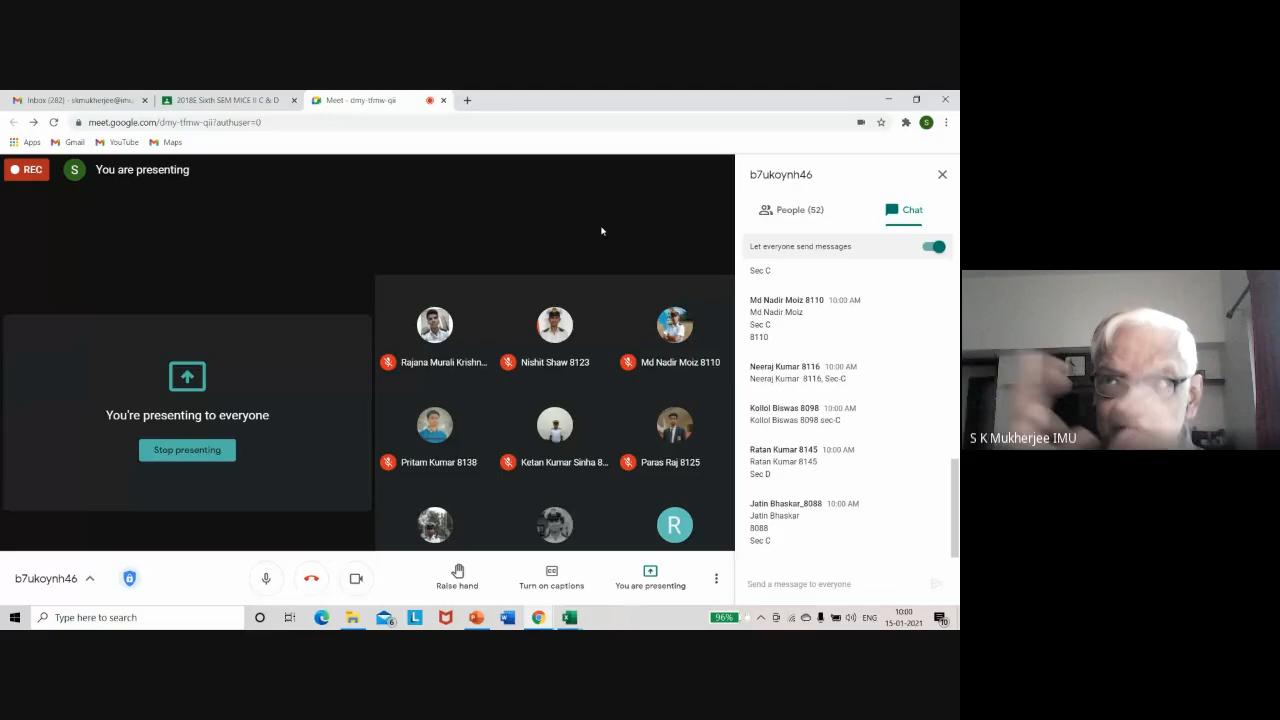 Inbox (282) - skmukherjee@imu.
2018E Sixth SEM MICE II C & D
Meet - dmy-tfmw-qii
meet.google.com/dmy-tfmw-qii?authuser=0
S
Apps
Gmail
YouTube
Maps
REC
S
You are presenting
b7ukoynh46
People (52)
Chat
Let everyone send messages
Sec C
Md Nadir Moiz 8110 10:00 AM
Md Nadir Moiz
Sec C
8110
Neeraj Kumar 8116 10:00 AM
Neeraj Kumar 8116, Sec-C
Kollol Biswas 8098 10:00 AM
Kollol Biswas 8098 sec-C
Ratan Kumar 8145 10:00 AM
Ratan Kumar 8145
Sec D
Jatin Bhaskar_8088 10:00 AM
Jatin Bhaskar
8088
Sec C
Send a message to everyone
You're presenting to everyone
Stop presenting
Rajana Murali Krishn...
Nishit Shaw 8123
Md Nadir Moiz 8110
Pritam Kumar 8138
Ketan Kumar Sinha 8...
Paras Raj 8125
R
b7ukoynh46
Raise hand
Turn on captions
You are presenting
Type here to search
96%
ENG
10:00
15-01-2021
S K Mukherjee IMU